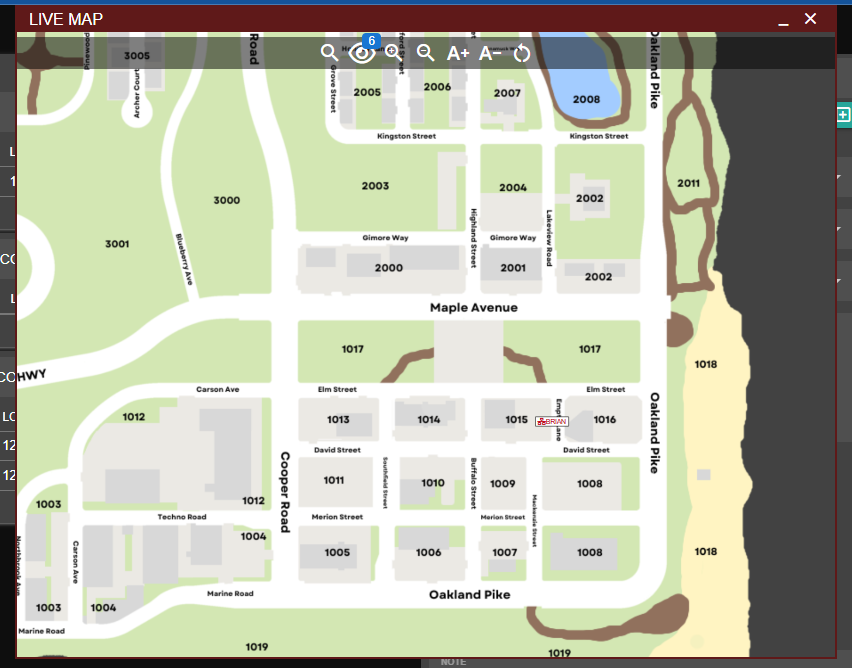 LIVE MAP
6
A+ A-
Pinewood
3005
Archer Court
Road
Grove Street
2005
2006
2007
2008
Oakland Pike
Kingston Street
Kingston Street
3000
2003
2004
2002
2011
3001
Blueberry Ave
Gimore Way
Highland Street
Gimore Way
Lakeview Road
2000
2001
2002
Maple Avenue
1017
1017
1018
HWY
Carson Ave
Elm Street
Elm Street
1012
1013
1014
1015
BRIAN
1016
Oakland Pike
David Street
David Street
Cooper Road
1011
Southfield Street
1010
Buffalo Street
1009
1008
1012
1003
Techno Road
Merion Street
Merion Street
Mackenzie Street
1004
Northbrook Ave
Carson Ave
1005
1006
1007
1008
1018
1003
1004
Marine Road
Oakland Pike
Marine Road
1019
1019
NOTE